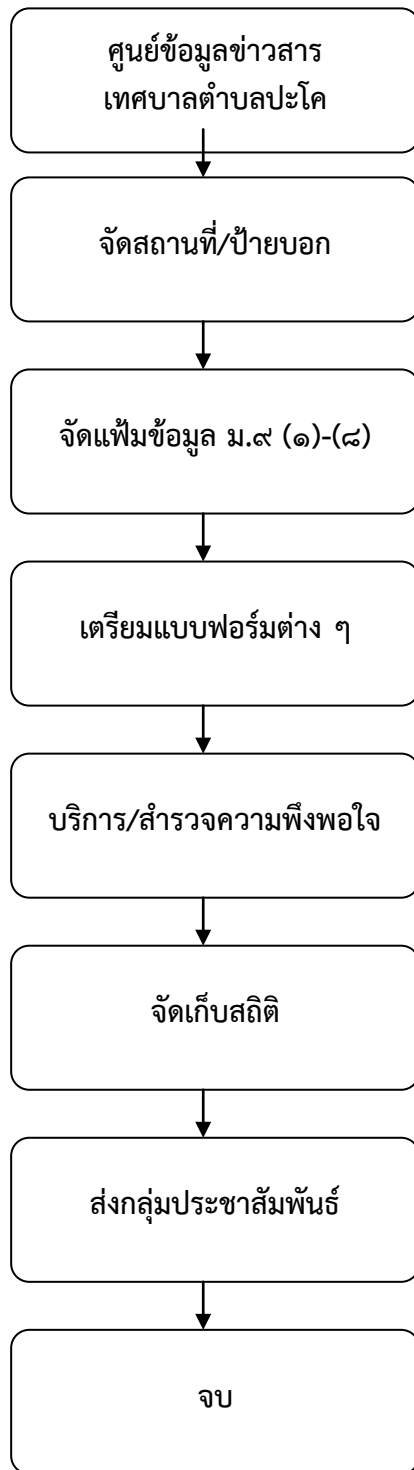 ศูนย์ข้อมูลข่าวสาร
เทศบาลตำบลปะโค
จัดสถานที่/ป้ายบอก
จัดแฟ้มข้อมูล ม.๙ (๑)-(๘)
เตรียมแบบฟอร์มต่าง ๆ
บริการ/สำรวจความพึงพอใจ
จัดเก็บสถิติ
ส่งกลุ่มประชาสัมพันธ์
จบ